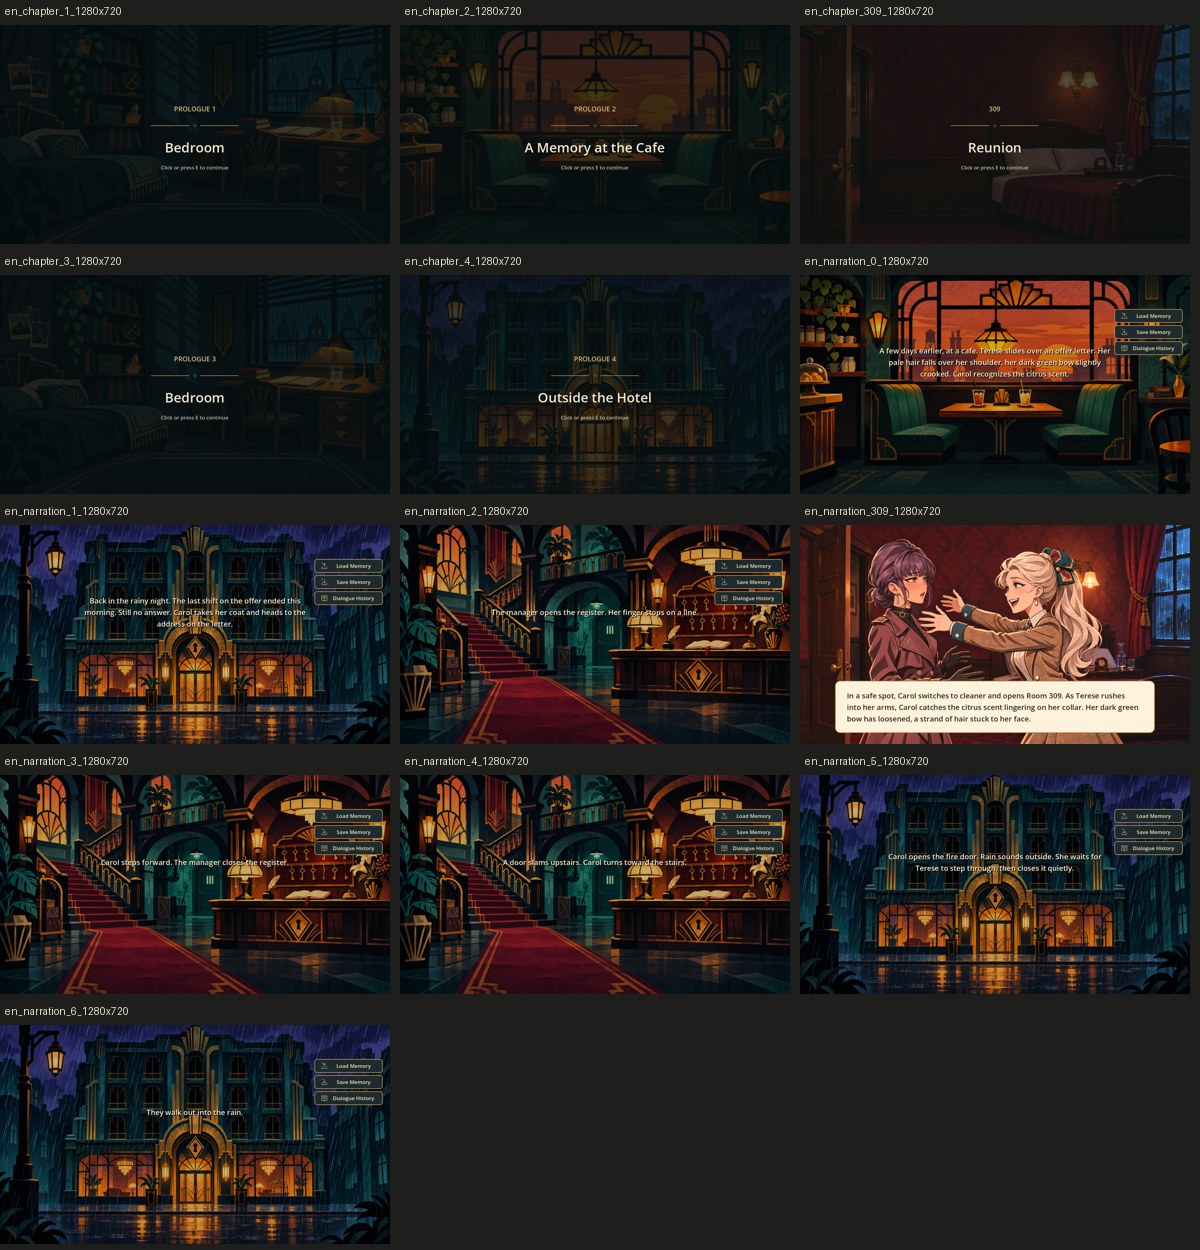 en_chapter_1_1280x720
PROLOGUE 1
Bedroom
Click or press E to continue
en_chapter_2_1280x720
PROLOGUE 2
A Memory at the Cafe
Click or press E to continue
en_chapter_309_1280x720
309
Reunion
Click or press E to continue
en_chapter_3_1280x720
PROLOGUE 3
Bedroom
Click or press E to continue
en_chapter_4_1280x720
PROLOGUE 4
Outside the Hotel
Click or press E to continue
en_narration_0_1280x720
Load Memory
Save Memory
Dialogue History
A few days earlier, at a cafe. Terese slides over an offer letter. Her
pale hair falls over her shoulder, her dark green bow slightly
crooked. Carol recognizes the citrus scent.
en_narration_1_1280x720
Load Memory
Save Memory
Dialogue History
Back in the rainy night. The last shift on the offer ended this
morning. Still no answer. Carol takes her coat and heads to the
address on the letter.
en_narration_2_1280x720
Load Memory
Save Memory
Dialogue History
The manager opens the register. Her finger stops on a line.
en_narration_309_1280x720
In a safe spot, Carol switches to cleaner and opens Room 309. As Terese rushes
into her arms, Carol catches the citrus scent lingering on her collar. Her dark green
bow has loosened, a strand of hair stuck to her face.
en_narration_3_1280x720
Load Memory
Save Memory
Dialogue History
Carol steps forward. The manager closes the register.
en_narration_4_1280x720
Load Memory
Save Memory
Dialogue History
A door slams upstairs. Carol turns toward the stairs.
en_narration_5_1280x720
Load Memory
Save Memory
Dialogue History
Carol opens the fire door. Rain sounds outside. She waits for
Terese to step through, then closes it quietly.
en_narration_6_1280x720
Load Memory
Save Memory
Dialogue History
They walk out into the rain.